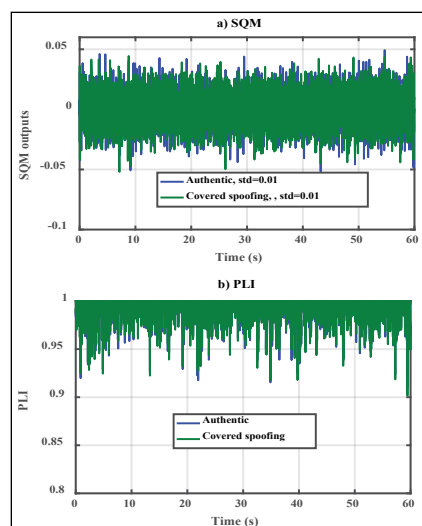 a) SQM
0.05
0
-0.05
-0.1
SQM outputs
Authentic, std=0.01
Covered spoofing, , std=0.01
0 10 20 30 40 50 60
Time (s)
b) PLI
1
0.95
0.9
0.85
0.8
PLI
Authentic
Covered spoofing
0 10 20 30 40 50 60
Time (s)